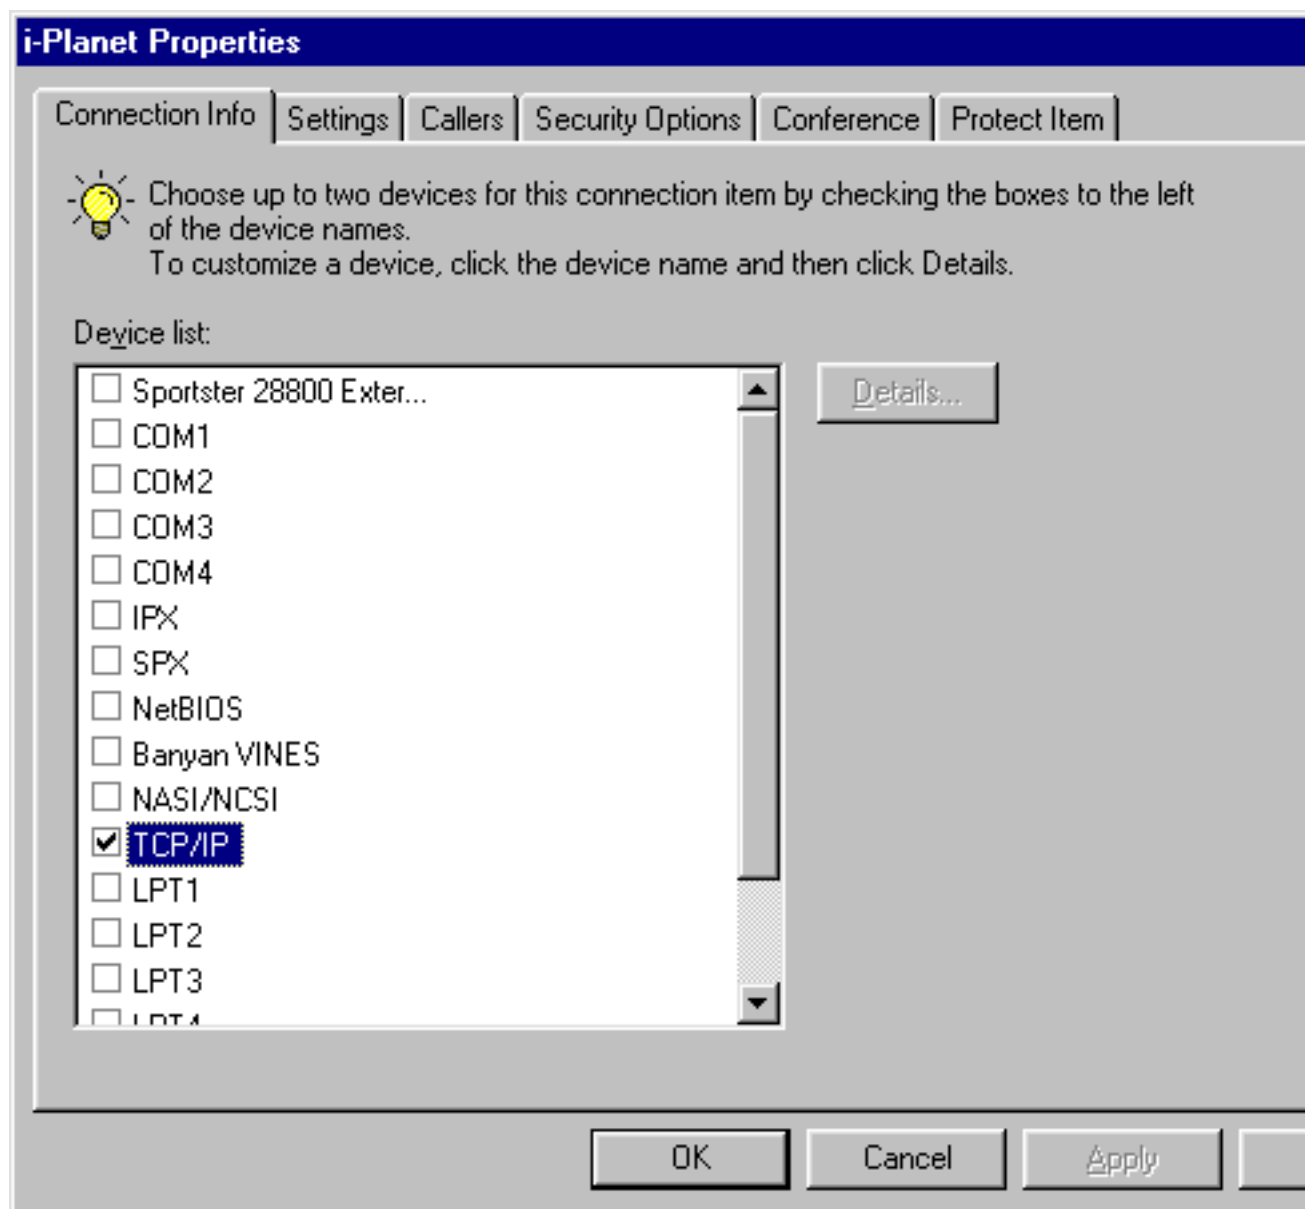 i-Planet Properties
Connection Info Settings Callers Security Options Conference Protect Item
Choose up to two devices for this connection item by checking the boxes to the left
of the device names.
To customize a device, click the device name and then click Details.
Device list:
Sportster 28800 Exter...
Details...
COM1
COM2
COM3
COM4
IPX
SPX
NetBIOS
Banyan VINES
NASI/NCSI
TCP/IP
LPT1
LPT2
LPT3
LPT4
OK Cancel Apply